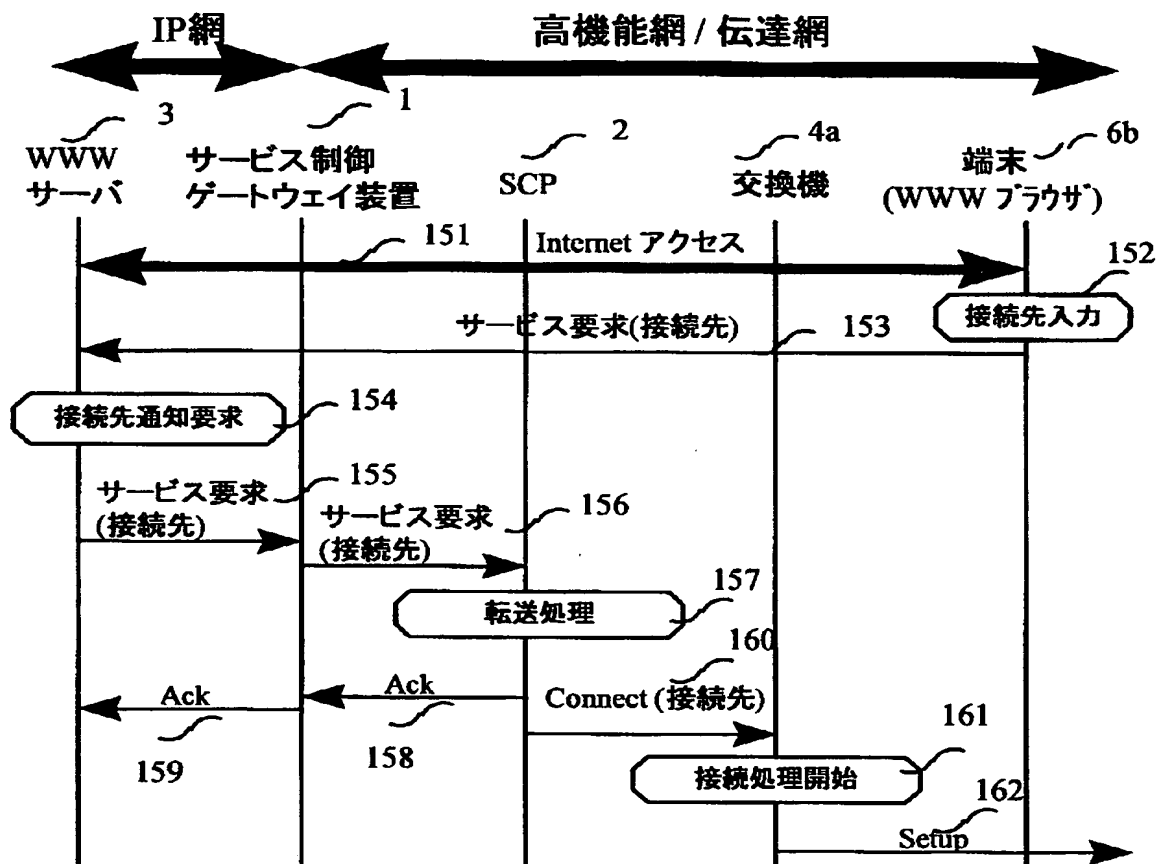 IP網
高機能網 / 伝達網
3
1
2
4a
6b
WWW
サーバ
サービス制御
ゲートウェイ装置
SCP
交換機
端末
(WWW ブラウザ)
151
Internet アクセス
152
接続先入力
サービス要求(接続先)
153
接続先通知要求
154
サービス要求
(接続先)
155
サービス要求
(接続先)
156
転送処理
157
160
Ack
Ack
Connect (接続先)
159
158
161
接続処理開始
162
Setup